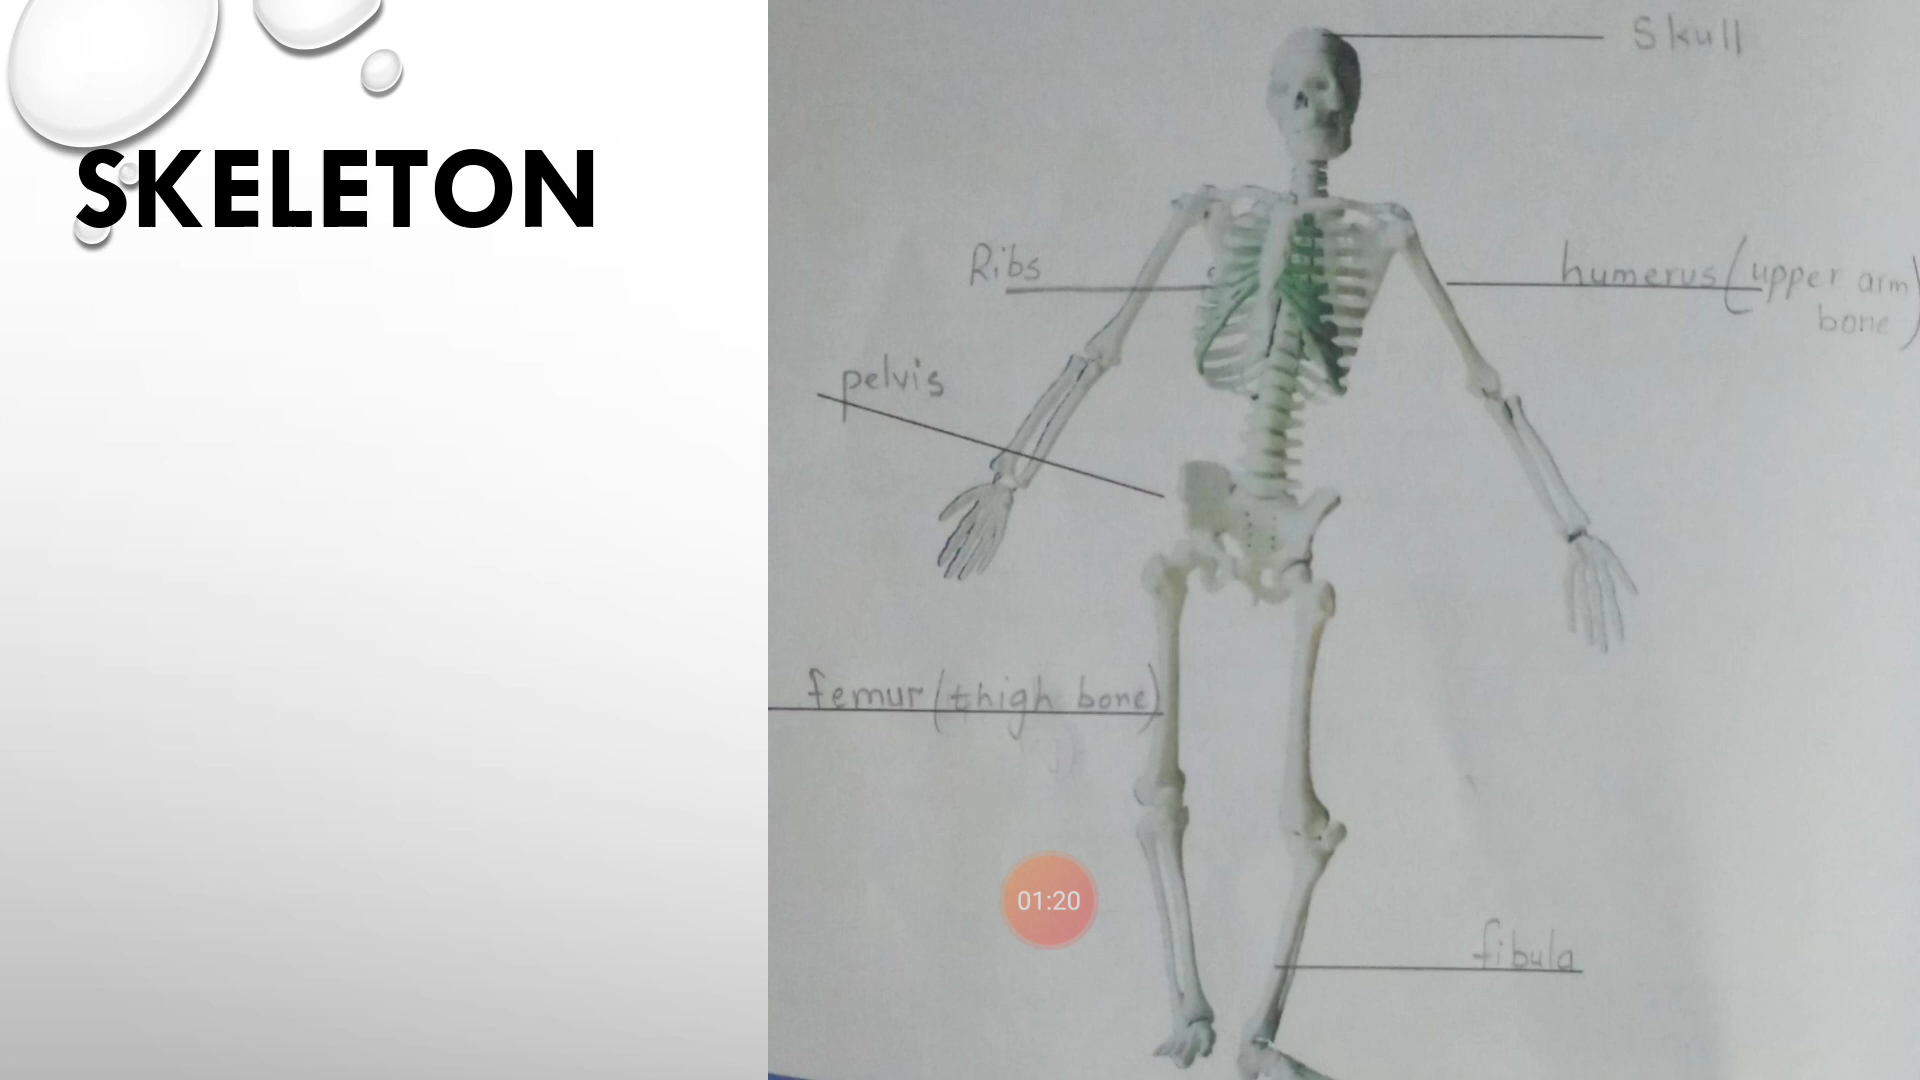 SKELETON
Skull
Ribs
humerus (upper arm
bone)
pelvis
femur (thigh bone)
01:20
fibula